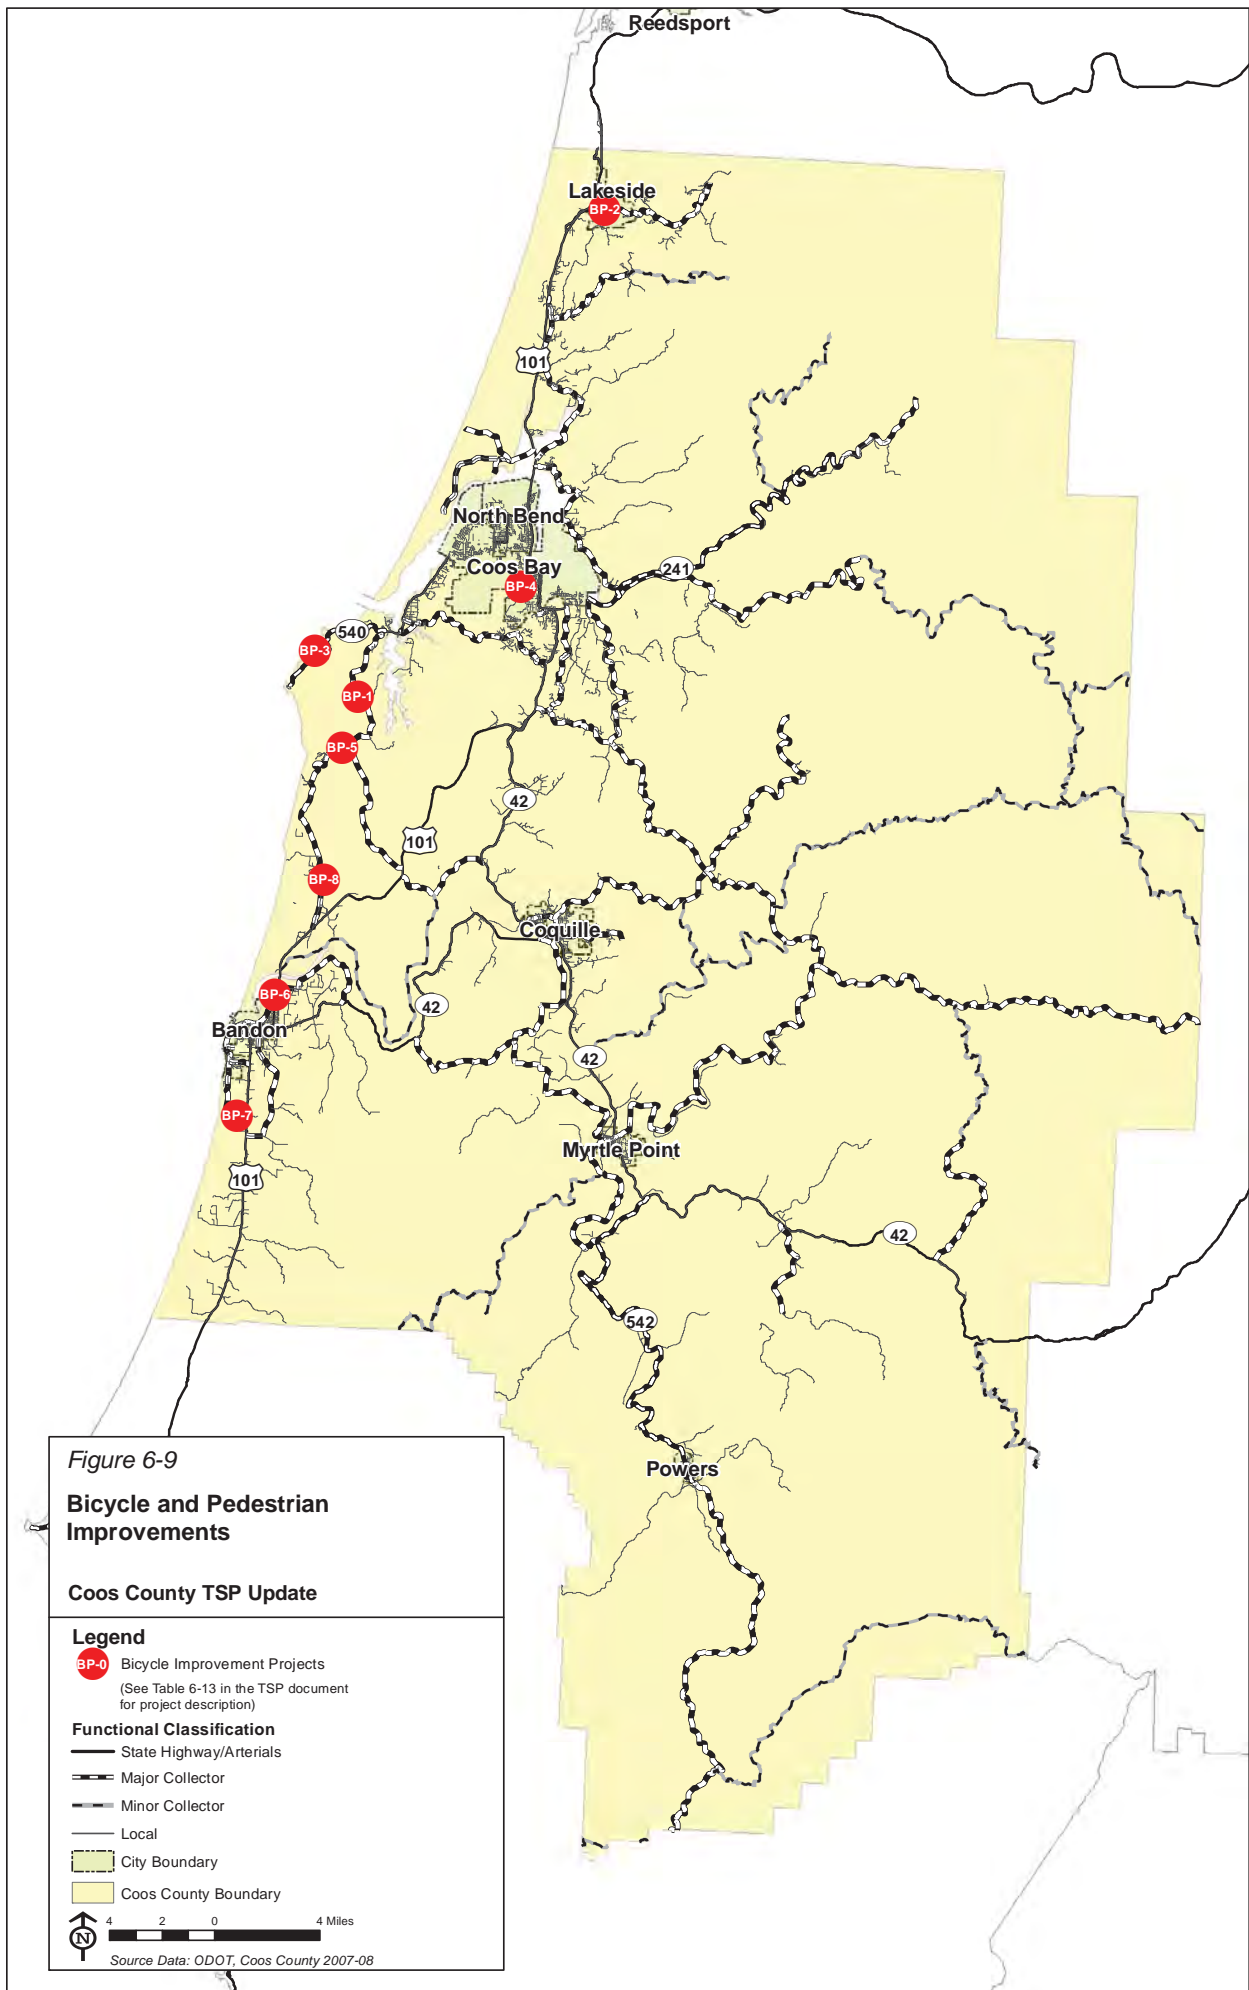 Reedsport
Lakeside
BP-2
101
North Bend
Coos Bay
BP-4
241
540
BP-3
BP-1
BP-5
42
101
BP-8
Coquille
BP-6
42
Bandon
42
BP-7
Myrtle Point
101
42
542
Powers
Figure 6-9
Bicycle and Pedestrian
Improvements
Coos County TSP Update
Legend
BP-0 Bicycle Improvement Projects
(See Table 6-13 in the TSP document
for project description)
Functional Classification
State Highway/Arterials
Major Collector
Minor Collector
Local
City Boundary
Coos County Boundary
N
4 2 0 4 Miles
Source Data: ODOT, Coos County 2007-08